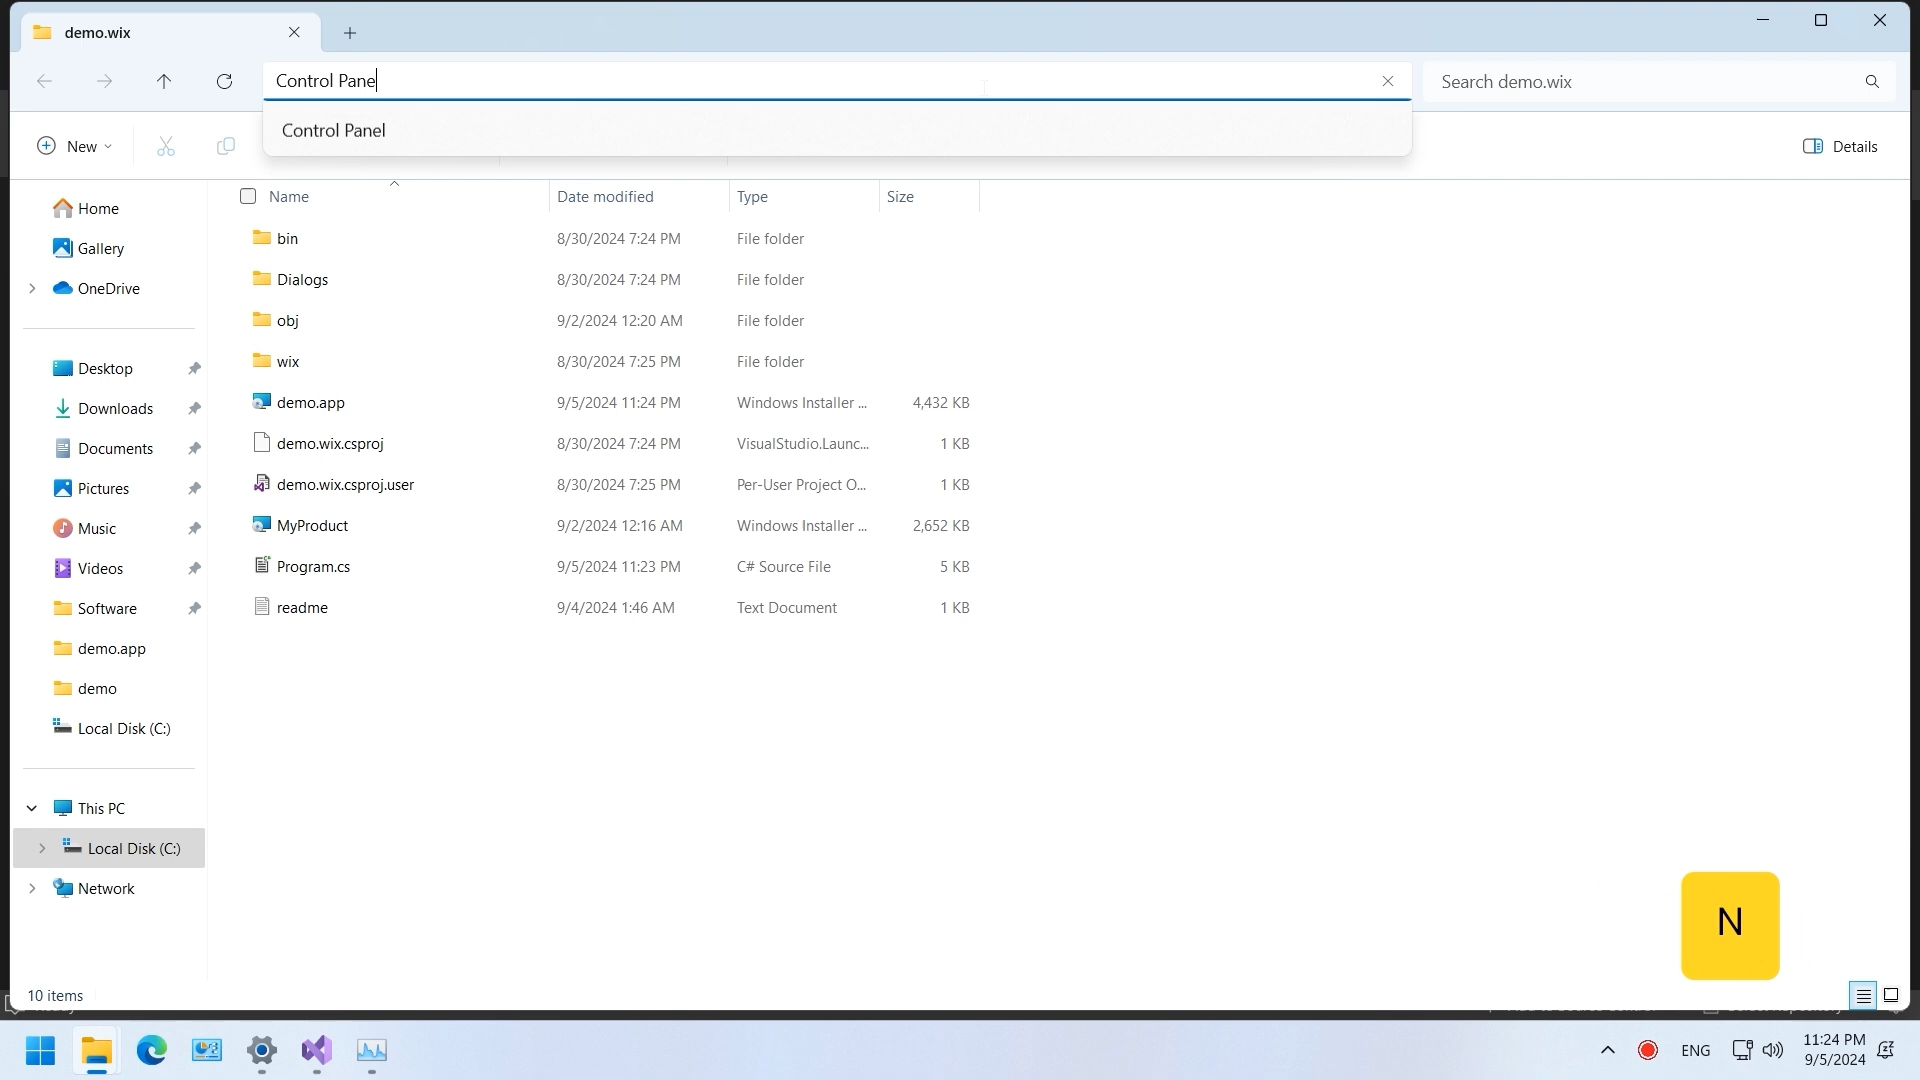 demo.wix
Control Pane
Search demo.wix
Control Panel
New
Details
Name Date modified Type Size
Home
Gallery
OneDrive
Desktop
Downloads
Documents
Pictures
Music
Videos
Software
demo.app
demo
Local Disk (C:)
This PC
Local Disk (C:)
Network
bin 8/30/2024 7:24 PM File folder
Dialogs 8/30/2024 7:24 PM File folder
obj 9/2/2024 12:20 AM File folder
wix 8/30/2024 7:25 PM File folder
demo.app 9/5/2024 11:24 PM Windows Installer ... 4,432 KB
demo.wix.csproj 8/30/2024 7:24 PM VisualStudio.Launc... 1 KB
demo.wix.csproj.user 8/30/2024 7:25 PM Per-User Project O... 1 KB
MyProduct 9/2/2024 12:16 AM Windows Installer ... 2,652 KB
Program.cs 9/5/2024 11:23 PM C# Source File 5 KB
readme 9/4/2024 1:46 AM Text Document 1 KB
N
10 items
ENG
11:24 PM
9/5/2024